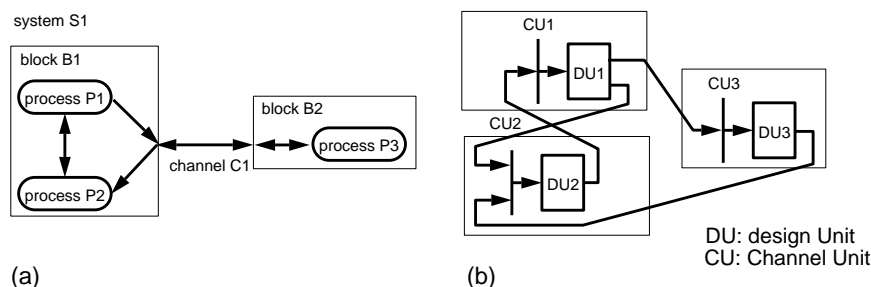 system S1
block B1
process P1
process P2
channel C1
block B2
process P3
(a)
CU1
DU1
CU2
DU2
CU3
DU3
DU: design Unit
CU: Channel Unit
(b)